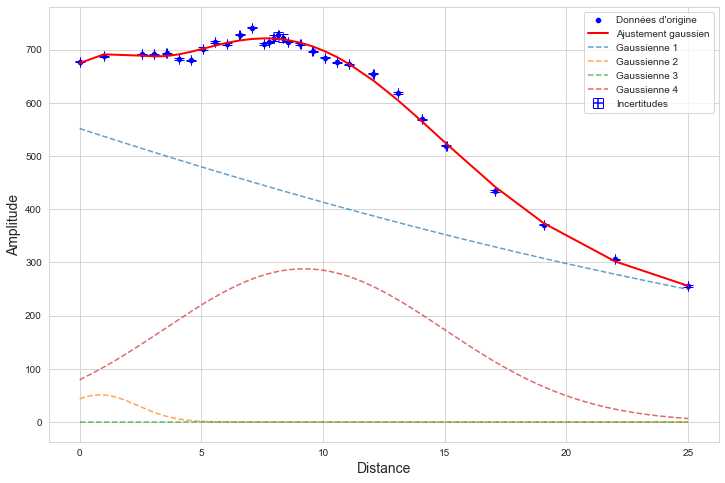 Données d'origine
Ajustement gaussien
Gaussienne 1
Gaussienne 2
Gaussienne 3
Gaussienne 4
Incertitudes
Amplitude
700
600
500
400
300
200
100
0
0 5 10 15 20 25
Distance